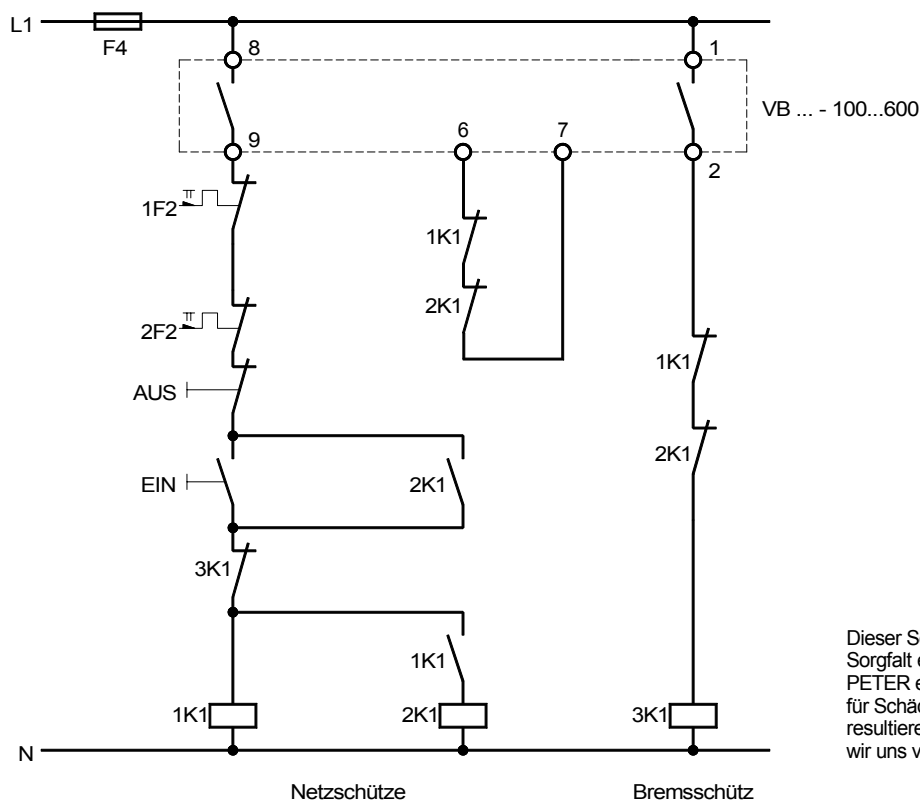 L1
F4
8
1
VB ... - 100...600
9
6
7
2
1F2
1K1
2F2
2K1
1K1
AUS
2K1
EIN
2K1
3K1
1K1
1K1
2K1
3K1
N
Netzschütze
Bremsschütz
Dieser S
Sorgfalt e
PETER e
für Schäd
resultiere
wir uns v